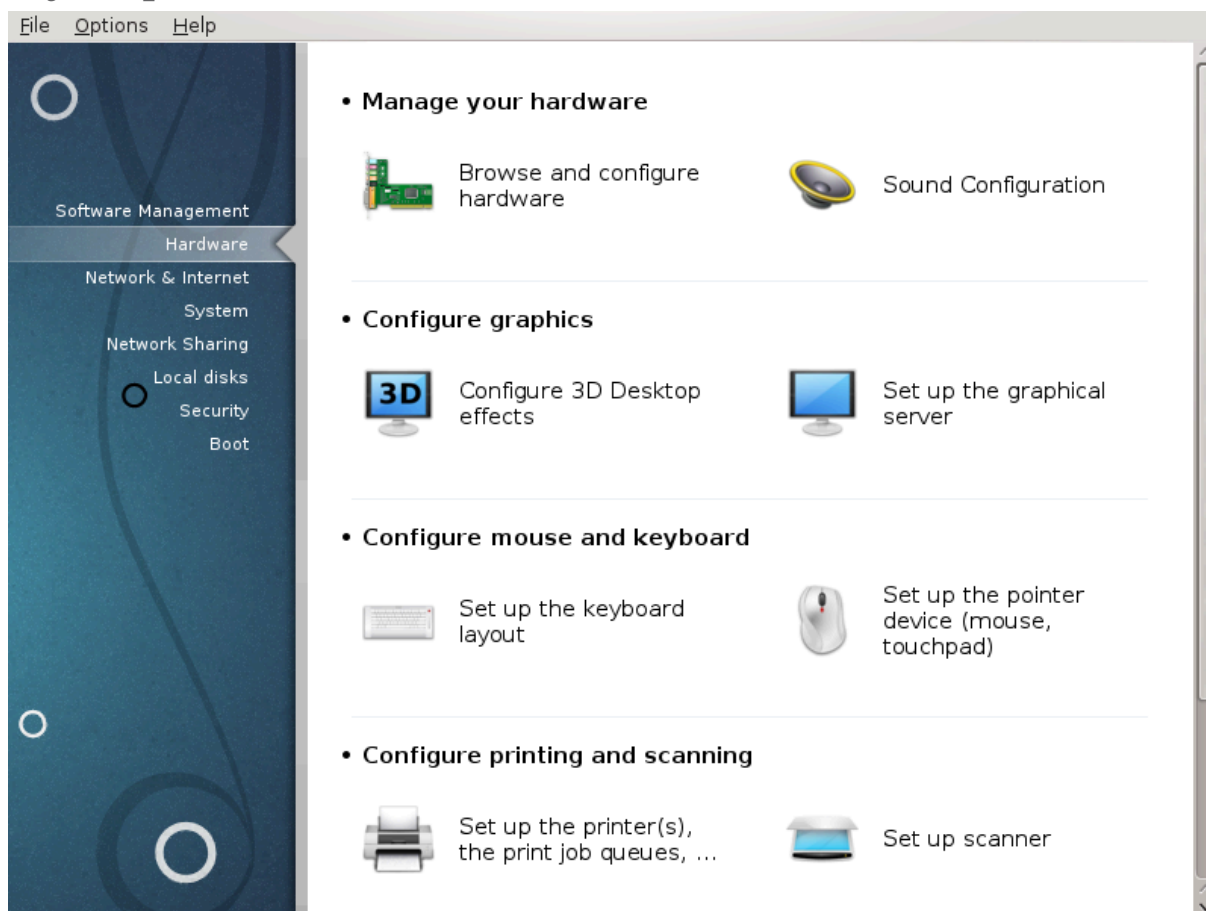 File Options Help
Software Management
Hardware
Network & Internet
System
Network Sharing
Local disks
Security
Boot
• Manage your hardware
Browse and configure
hardware
Sound Configuration
• Configure graphics
3D
Configure 3D Desktop
effects
Set up the graphical
server
• Configure mouse and keyboard
Set up the keyboard
layout
Set up the pointer
device (mouse,
touchpad)
• Configure printing and scanning
Set up the printer(s),
the print job queues, ...
Set up scanner